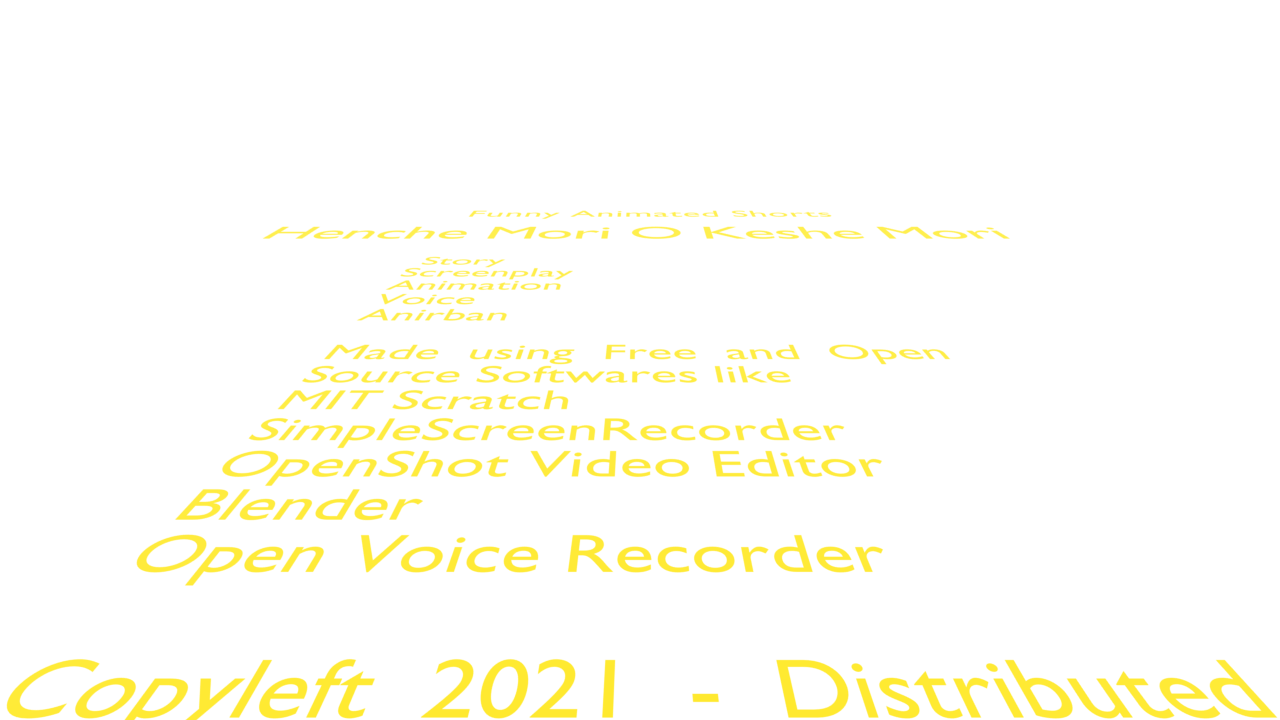 Funny Animated Shorts
Henche Mori O Keshe Mori
Story
Screenplay
Animation
Voice
Anirban
Made using Free and Open
Source Softwares like
MIT Scratch
SimpleScreenRecorder
OpenShot Video Editor
Blender
Open Voice Recorder
Copyleft 2021 - Distributed